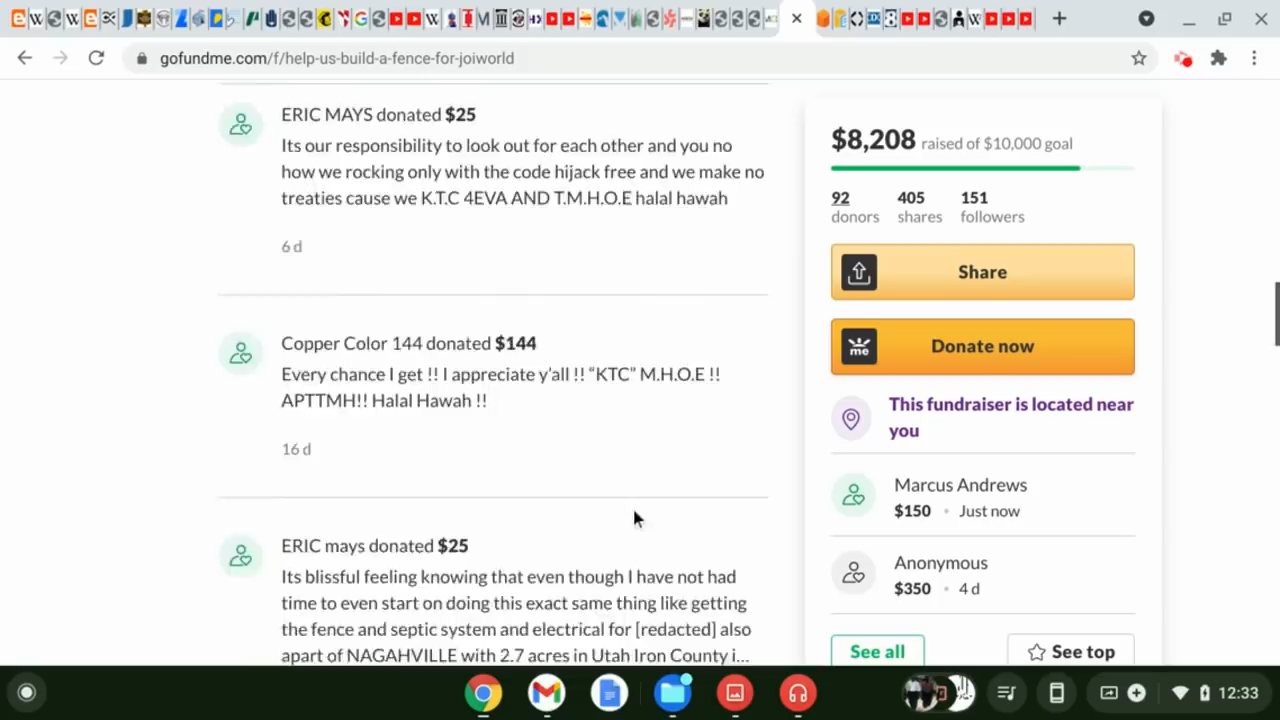 gofundme.com/f/help-us-build-a-fence-for-joiworld
ERIC MAYS donated $25
Its our responsibility to look out for each other and you no
how we rocking only with the code hijack free and we make no
treaties cause we K.T.C 4EVA AND T.M.H.O.E halal hawah
6 d
Copper Color 144 donated $144
Every chance I get !! I appreciate y'all !! “KTC” M.H.O.E !!
APTTMH!! Halal Hawah !!
16 d
ERIC mays donated $25
Its blissful feeling knowing that even though I have not had
time to even start on doing this exact same thing like getting
the fence and septic system and electrical for [redacted] also
apart of NAGAHVILLE with 2.7 acres in Utah Iron County i...
$8,208 raised of $10,000 goal
92 405 151
donors shares followers
Share
me Donate now
This fundraiser is located near
you
Marcus Andrews
$150 • Just now
Anonymous
$350 • 4 d
See all See top
12:33